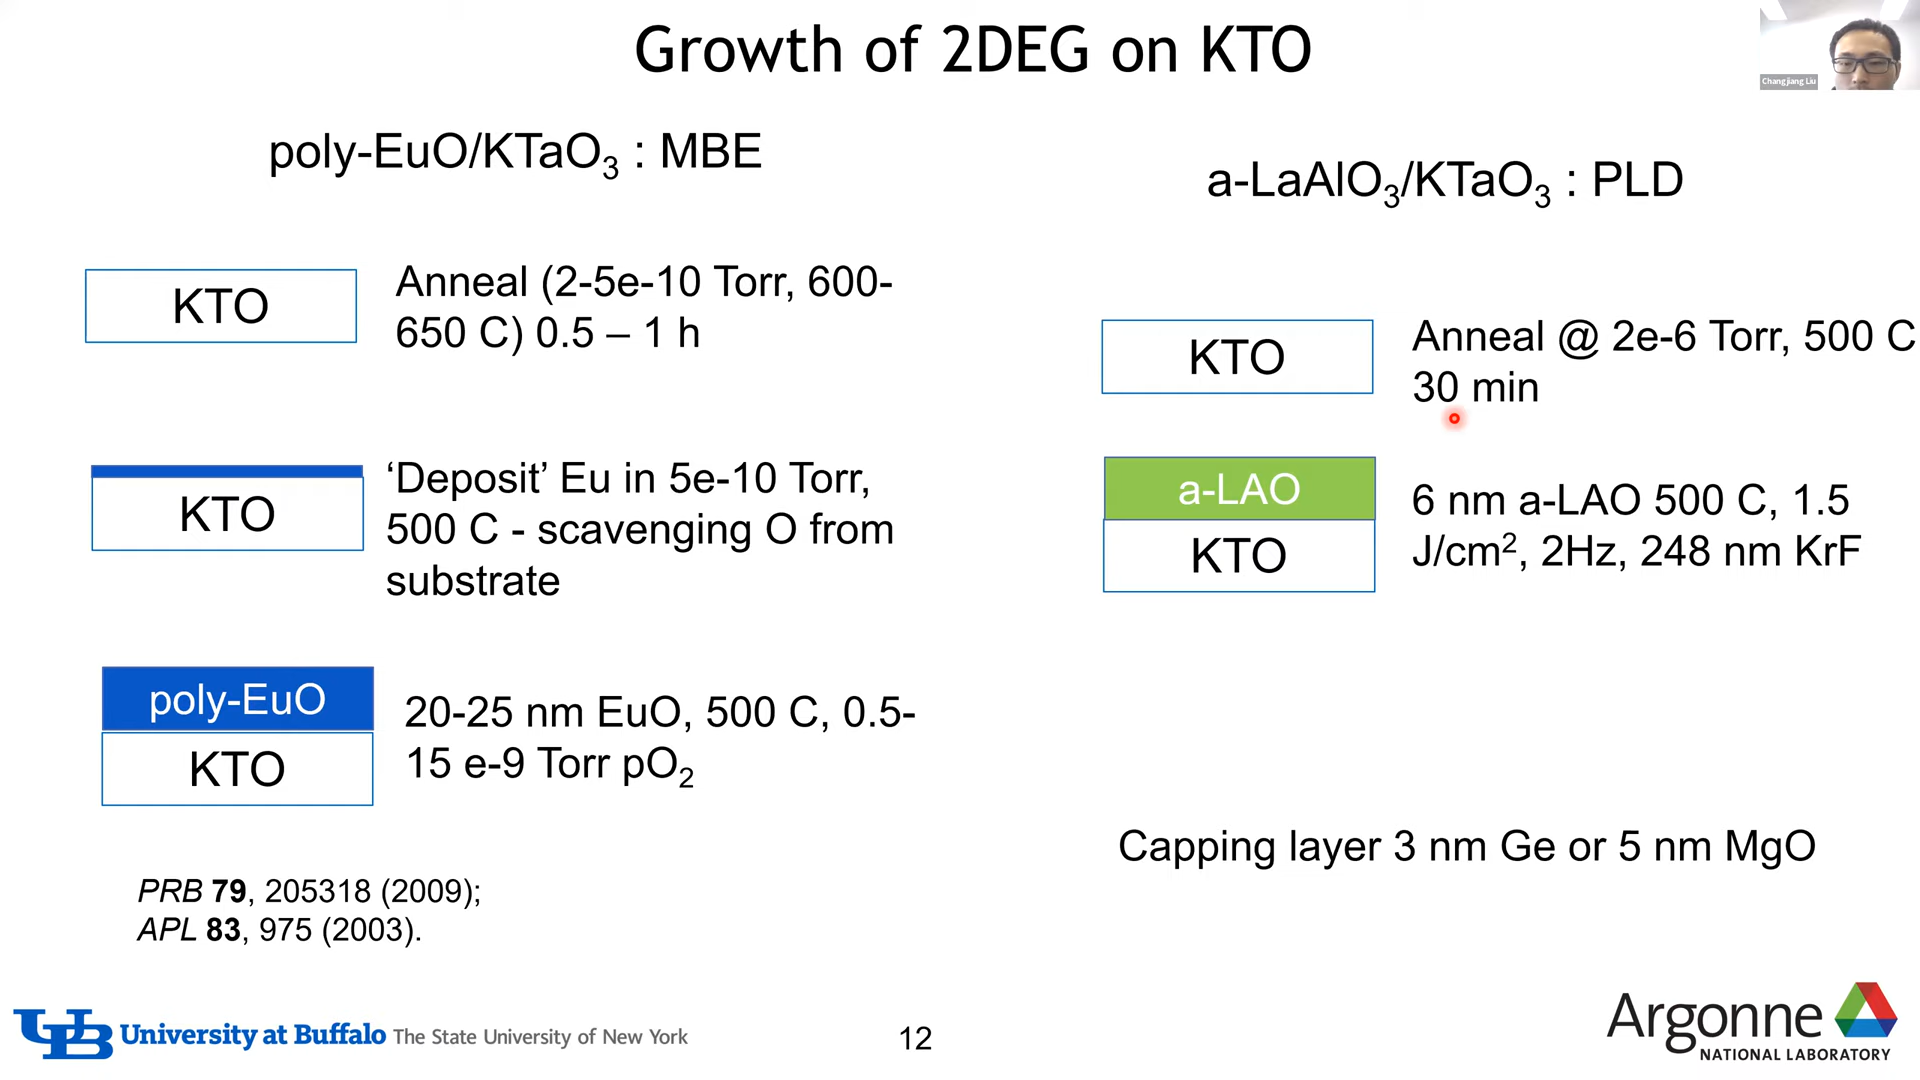 Growth of 2DEG on KTO
Changjiang Liu
poly-EuO/KTaO₃ : MBE
KTO
Anneal (2-5e-10 Torr, 600-
650 C) 0.5 – 1 h
KTO
‘Deposit’ Eu in 5e-10 Torr,
500 C - scavenging O from
substrate
poly-EuO
KTO
20-25 nm EuO, 500 C, 0.5-
15 e-9 Torr pO₂
PRB 79, 205318 (2009);
APL 83, 975 (2003).
a-LaAlO₃/KTaO₃ : PLD
KTO
Anneal @ 2e-6 Torr, 500 C
30 min
a-LAO
KTO
6 nm a-LAO 500 C, 1.5
J/cm², 2Hz, 248 nm KrF
Capping layer 3 nm Ge or 5 nm MgO
UB University at Buffalo The State University of New York
12
Argonne
NATIONAL LABORATORY